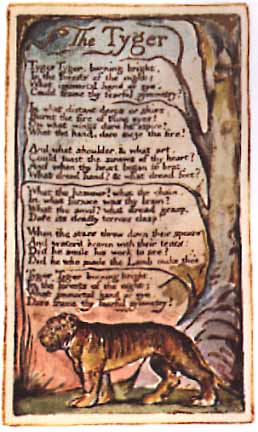 The Tyger
Tyger Tyger, burning bright,
In the forests of the night;
What immortal hand or eye,
Could frame thy fearful symmetry?
In what distant deeps or skies
Burnt the fire of thine eyes?
On what wings dare he aspire?
What the hand, dare sieze the fire?
And what shoulder, & what art,
Could twist the sinews of thy heart?
And when thy heart began to beat,
What dread hand? & what dread feet?
What the hammer? what the chain,
In what furnace was thy brain?
What the anvil? what dread grasp,
Dare its deadly terrors clasp
When the stars threw down their spears
And water'd heaven with their tears:
Did he smile his work to see?
Did he who made the Lamb make thee?
Tyger Tyger burning bright,
In the forests of the night:
What immortal hand or eye,
Dare frame thy fearful symmetry?